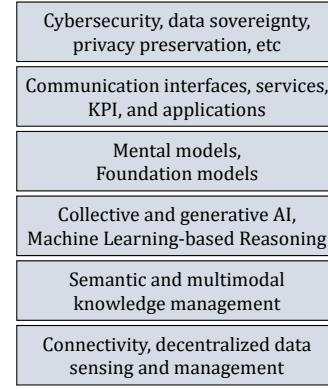 Cybersecurity, data sovereignty,
privacy preservation, etc
Communication interfaces, services,
KPI, and applications
Mental models,
Foundation models
Collective and generative AI,
Machine Learning-based Reasoning
Semantic and multimodal
knowledge management
Connectivity, decentralized data
sensing and management